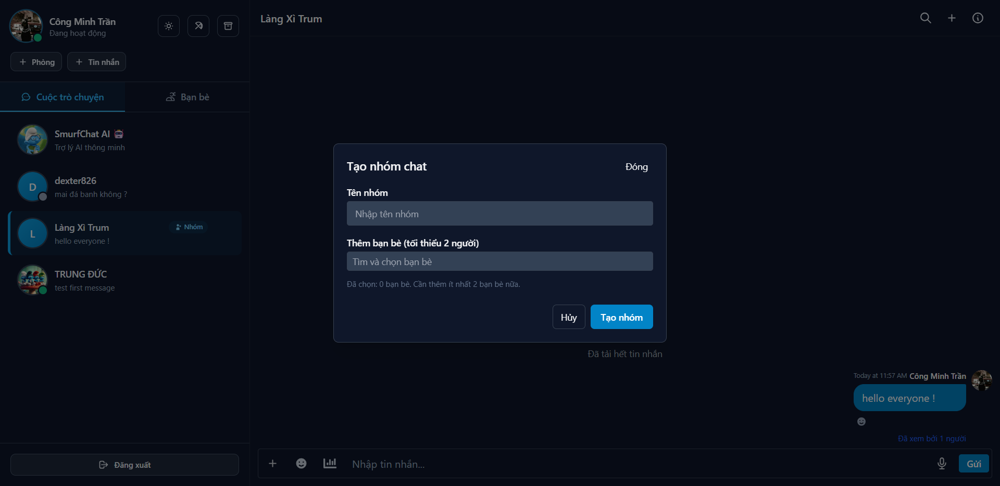 Công Minh Trần
Đang hoạt động
Phòng
Tin nhắn
Cuộc trò chuyện
Bạn bè
SmurfChat AI
Trợ lý AI thông minh
D
dexter826
mai đá banh không ?
L
Làng Xì Trum
Nhóm
hello everyone !
TRUNG ĐỨC
test first message
Đăng xuất
Làng Xì Trum
Tạo nhóm chat
Đóng
Tên nhóm
Nhập tên nhóm
Thêm bạn bè (tối thiểu 2 người)
Tìm và chọn bạn bè
Đã chọn: 0 bạn bè. Cần thêm ít nhất 2 bạn bè nữa.
Hủy
Tạo nhóm
Đã tải hết tin nhắn
Today at 11:57 AM Công Minh Trần
hello everyone !
Đã xem bởi 1 người
Nhập tin nhắn...
Gửi